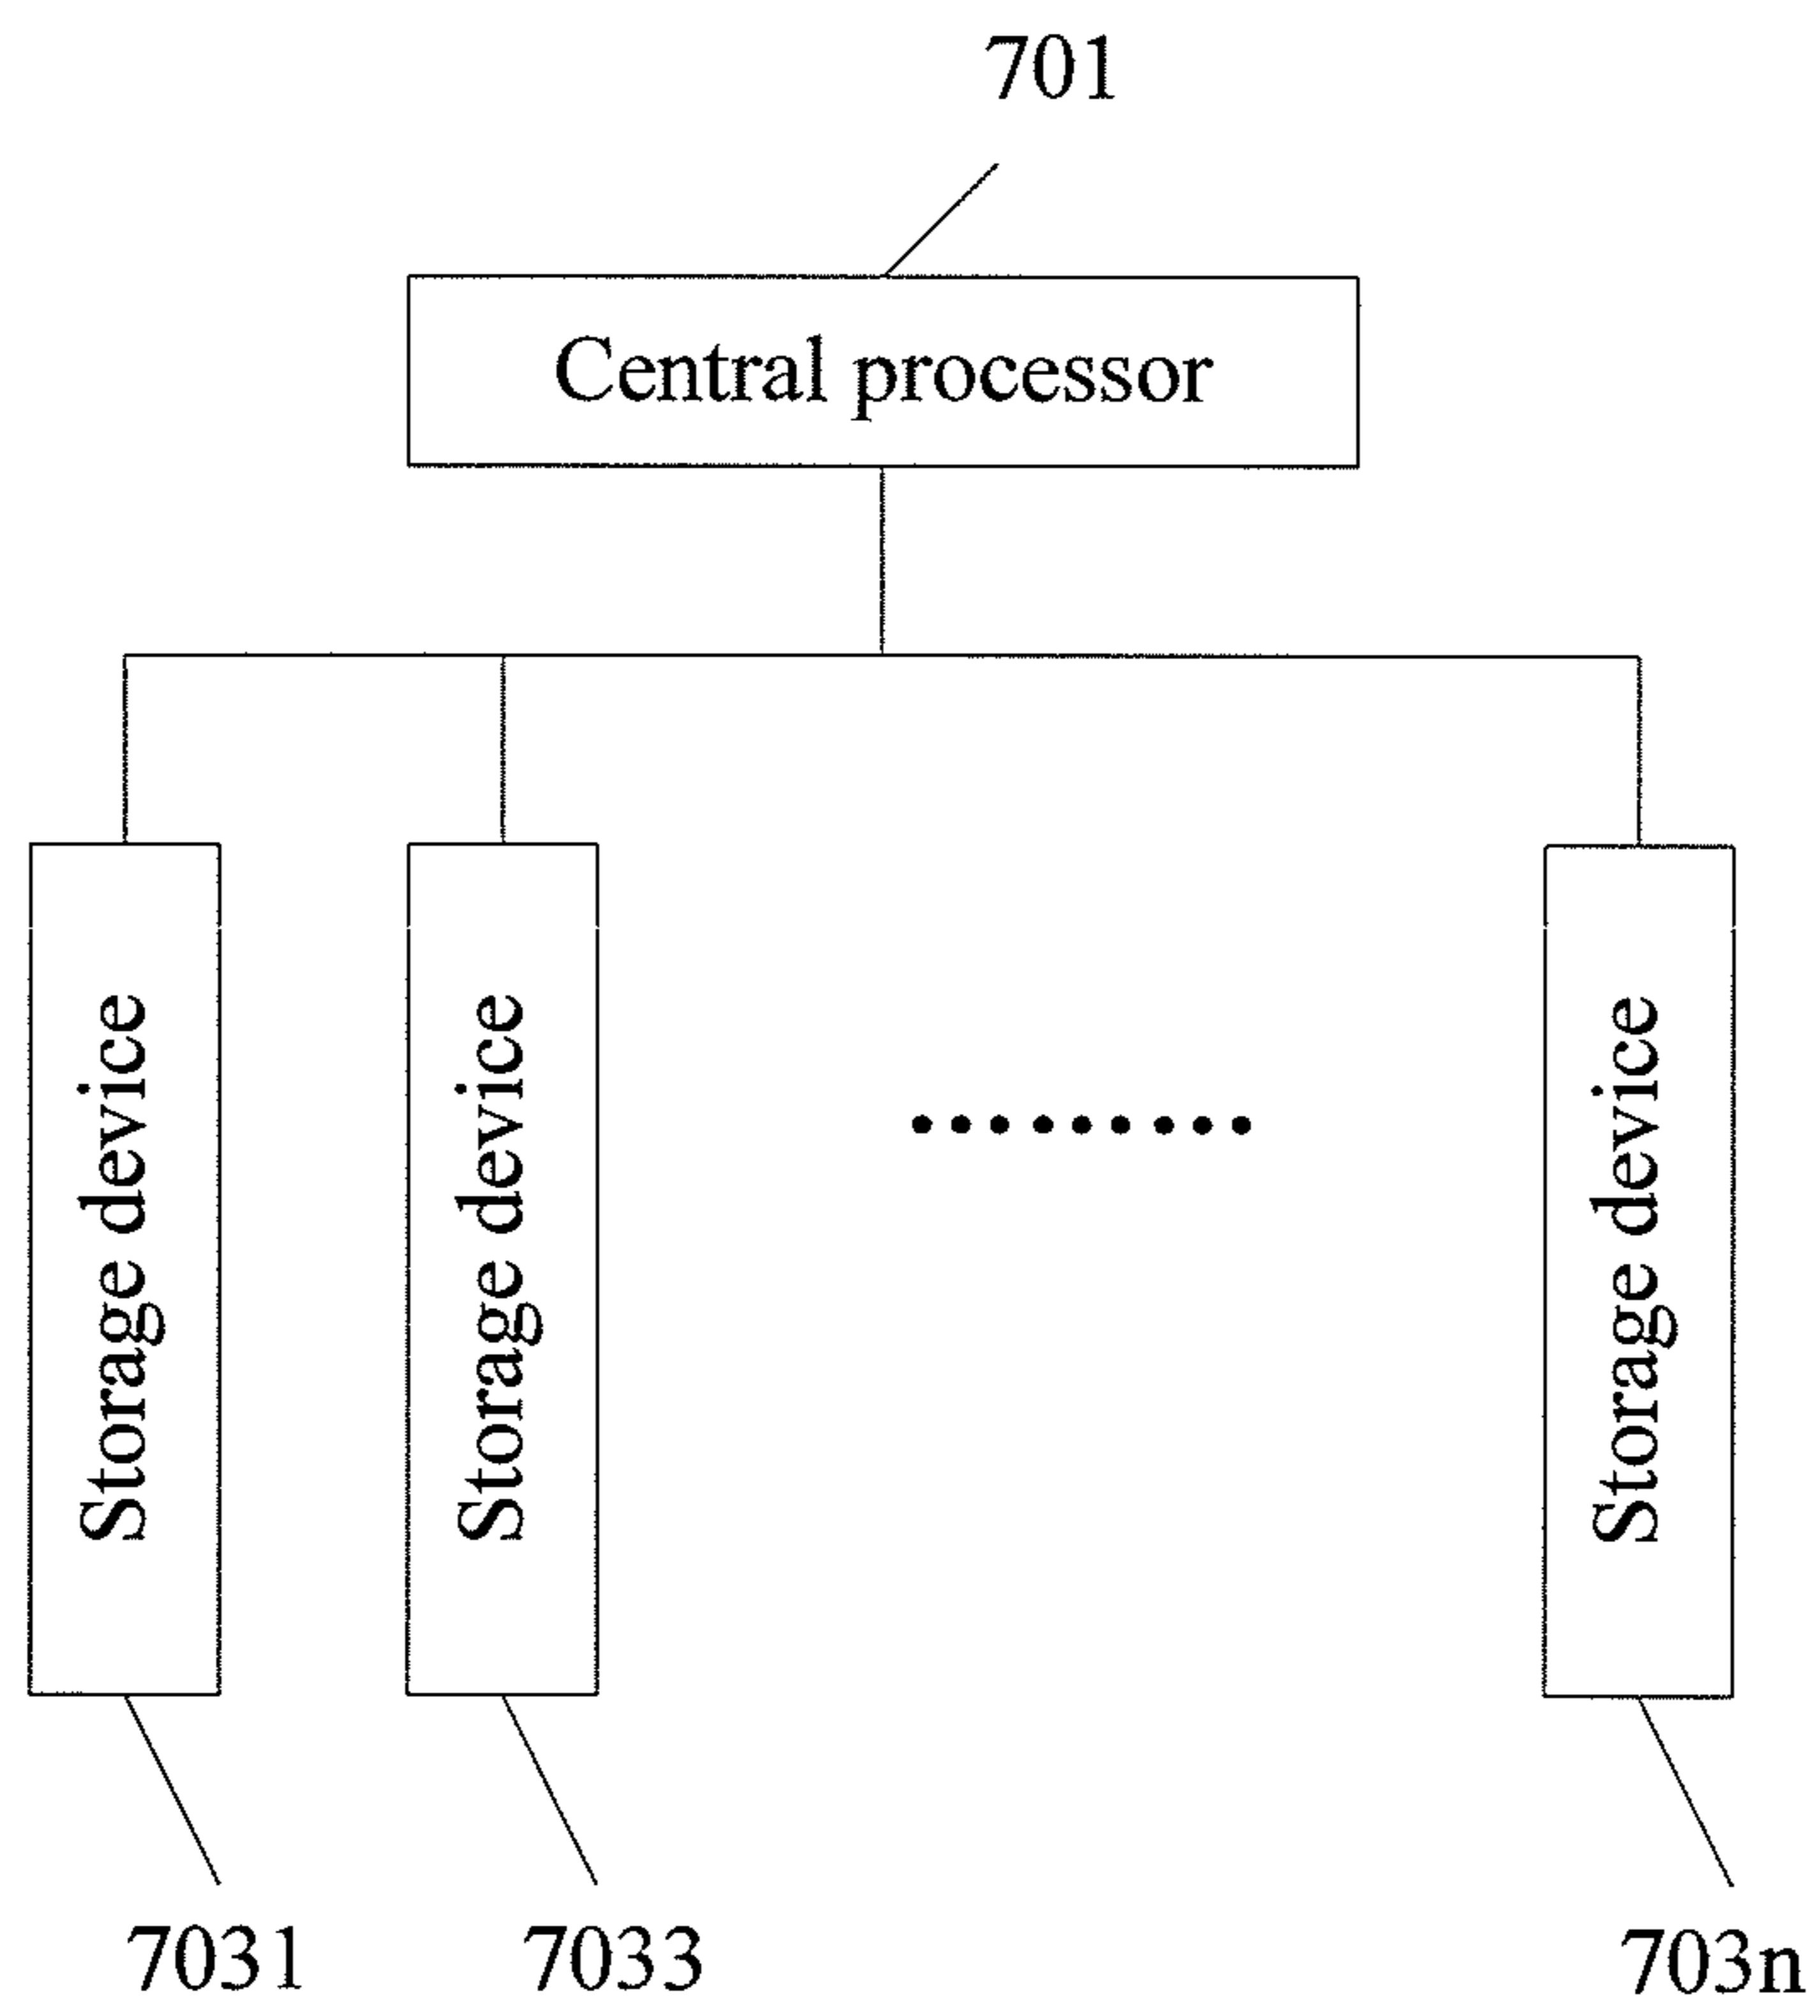 701
Central processor
Storage device
Storage device
.........
Storage device
7031
7033
703n